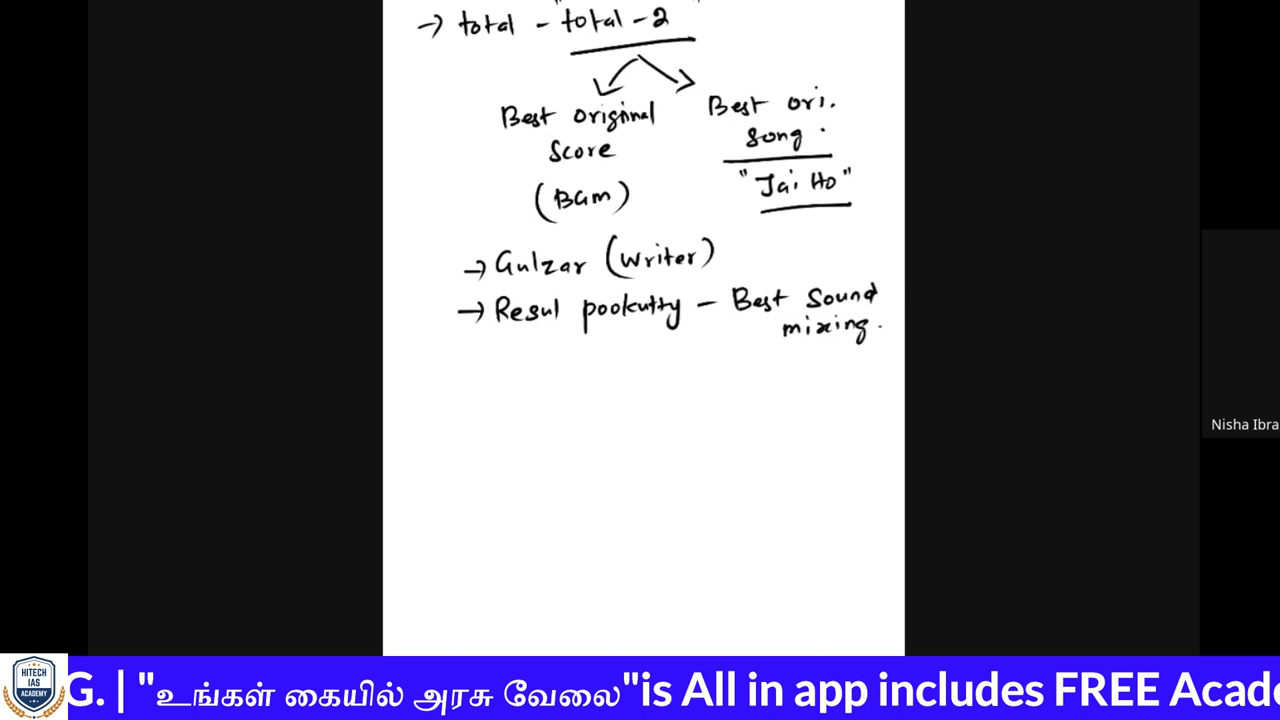 → total - "total - 2
Best Original
Score
(BGM)
Best ori.
Song.
"Jai Ho"
→ Gulzar (Writer)
→ Resul pookutty - Best Sound
mixing.
Nisha Ibra
HITECH
IAS
ACADEMY
G. | "உங்கள் கையில் அரசு வேலை"is All in app includes FREE Acade